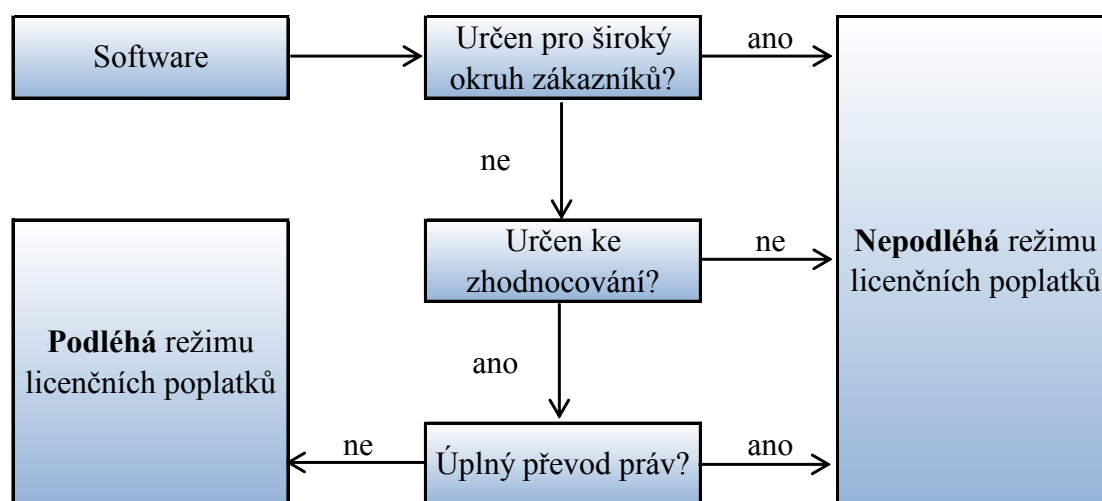 Software
Určen pro široký
okruh zákazníků?
ano
ne
Určen ke
zhodnocování?
ne
Nepodléhá režimu
licenčních poplatků
Podléhá režimu
licenčních poplatků
ano
ne
Úplný převod práv?
ano